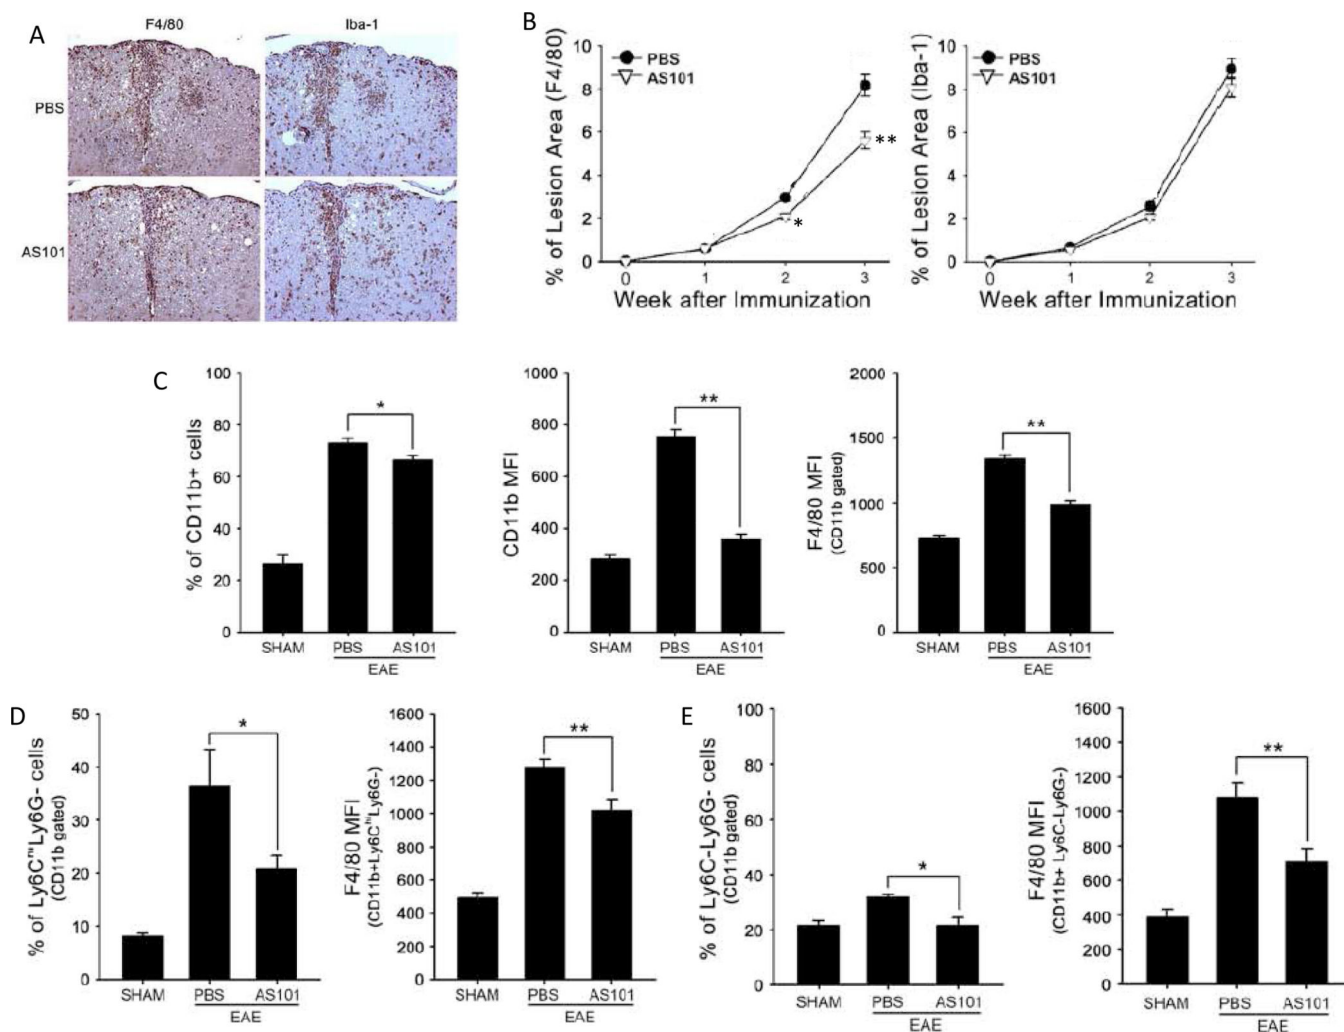 A
F4/80
Iba-1
PBS
AS101
B
% of Lesion Area (F4/80)
10
8
6
4
2
0
PBS
AS101
**
*
0
1
2
3
Week after Immunization
% of Lesion Area (Iba-1)
10
8
6
4
2
0
PBS
AS101
0
1
2
3
Week after Immunization
C
% of CD11b+ cells
100
80
60
40
20
0
*
SHAM
PBS
AS101
EAE
CD11b MFI
1000
800
600
400
200
0
**
SHAM
PBS
AS101
EAE
F4/80 MFI
(CD11b gated)
2000
1500
1000
500
0
**
SHAM
PBS
AS101
EAE
D
% of Ly6C^hi Ly6G- cells
(CD11b gated)
50
40
30
20
10
0
*
SHAM
PBS
AS101
EAE
F4/80 MFI
(CD11b+Ly6C^hi Ly6G-)
1600
1400
1200
1000
800
600
400
200
0
**
SHAM
PBS
AS101
EAE
E
% of Ly6C-Ly6G- cells
(CD11b gated)
100
80
60
40
20
0
*
SHAM
PBS
AS101
EAE
F4/80 MFI
(CD11b+ Ly6C-Ly6G-)
1600
1400
1200
1000
800
600
400
200
0
**
SHAM
PBS
AS101
EAE